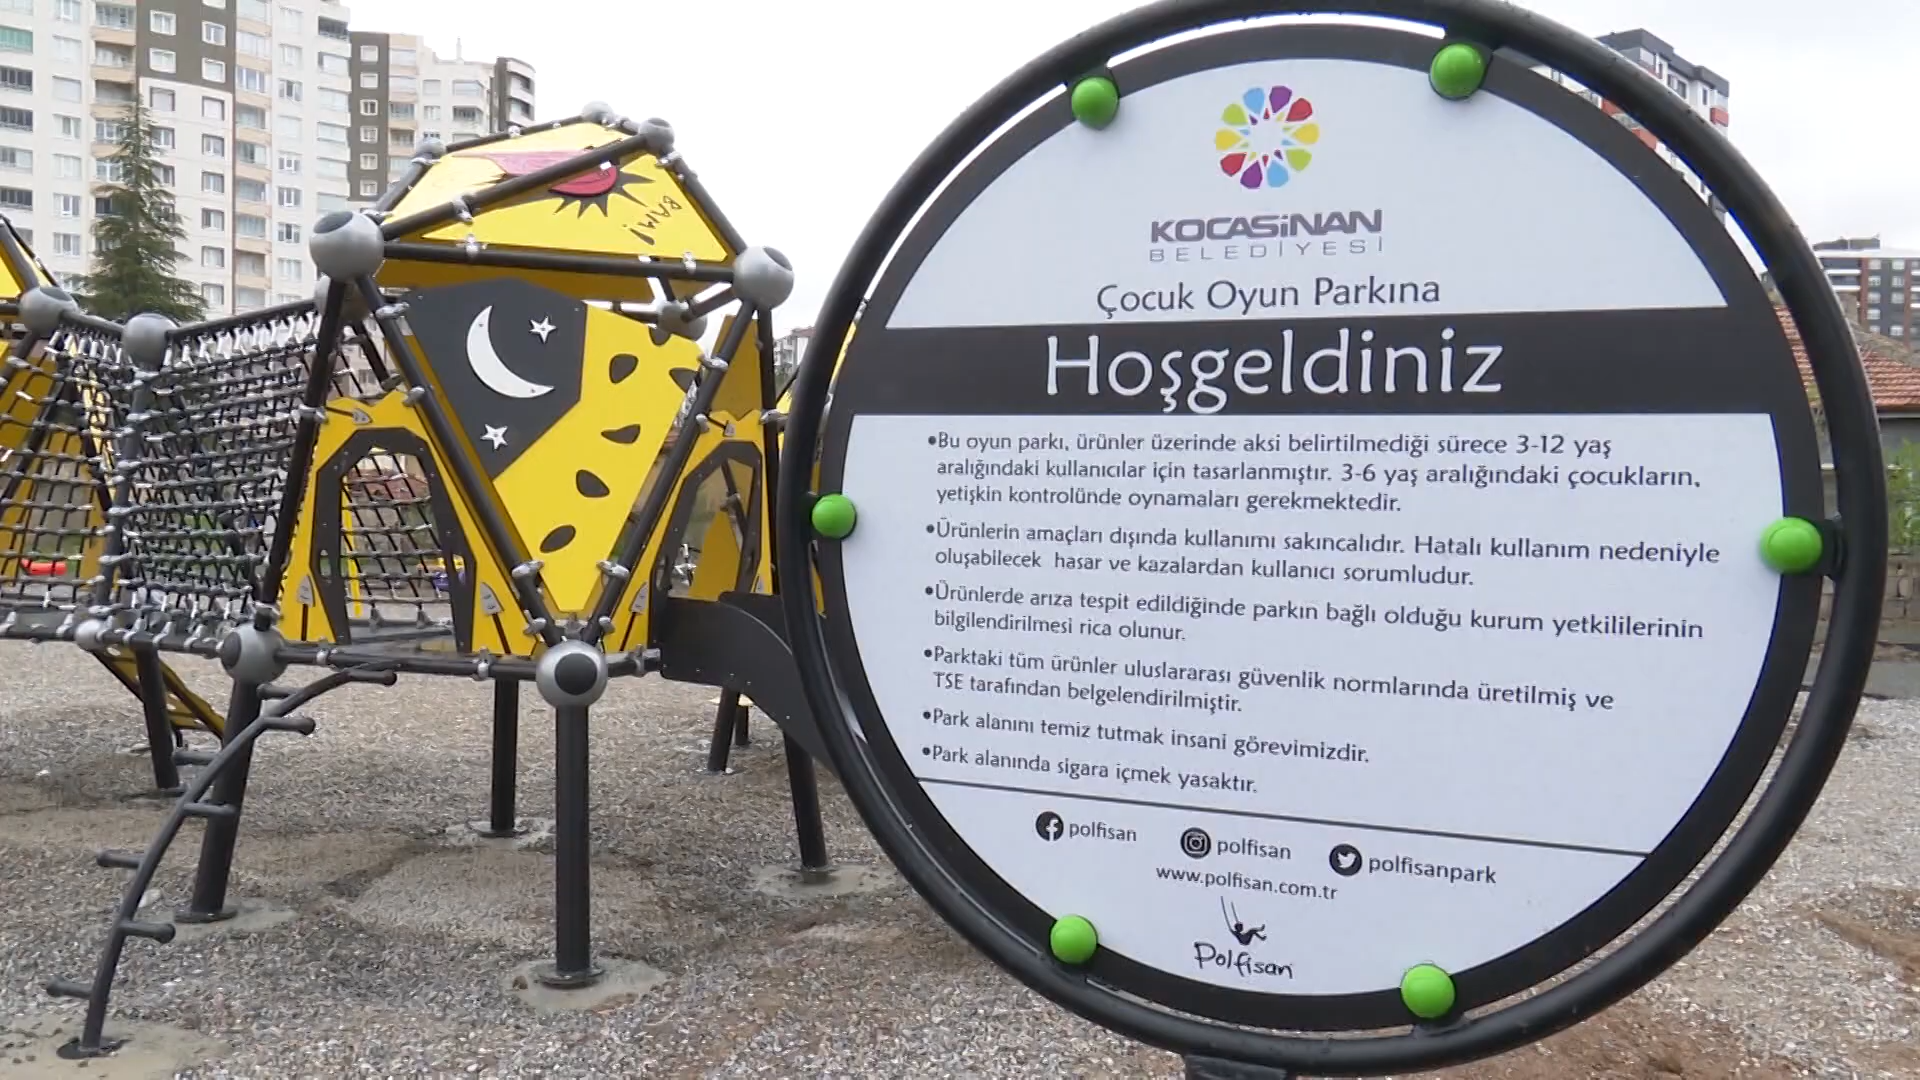 BAM!
KOCASİNAN
BELEDİYESİ
Çocuk Oyun Parkına
Hoşgeldiniz
•Bu oyun parkı, ürünler üzerinde aksi belirtilmediği sürece 3-12 yaş
aralığındaki kullanıcılar için tasarlanmıştır. 3-6 yaş aralığındaki çocukların,
yetişkin kontrolünde oynamaları gerekmektedir.
•Ürünlerin amaçları dışında kullanımı sakıncalıdır. Hatalı kullanım nedeniyle
oluşabilecek hasar ve kazalardan kullanıcı sorumludur.
•Ürünlerde arıza tespit edildiğinde parkın bağlı olduğu kurum yetkililerinin
bilgilendirilmesi rica olunur.
•Parktaki tüm ürünler uluslararası güvenlik normlarında üretilmiş ve
TSE tarafından belgelendirilmiştir.
•Park alanını temiz tutmak insani görevimizdir.
•Park alanında sigara içmek yasaktır.
polfisan polfisan polfisanpark
www.polfisan.com.tr
Polfisan